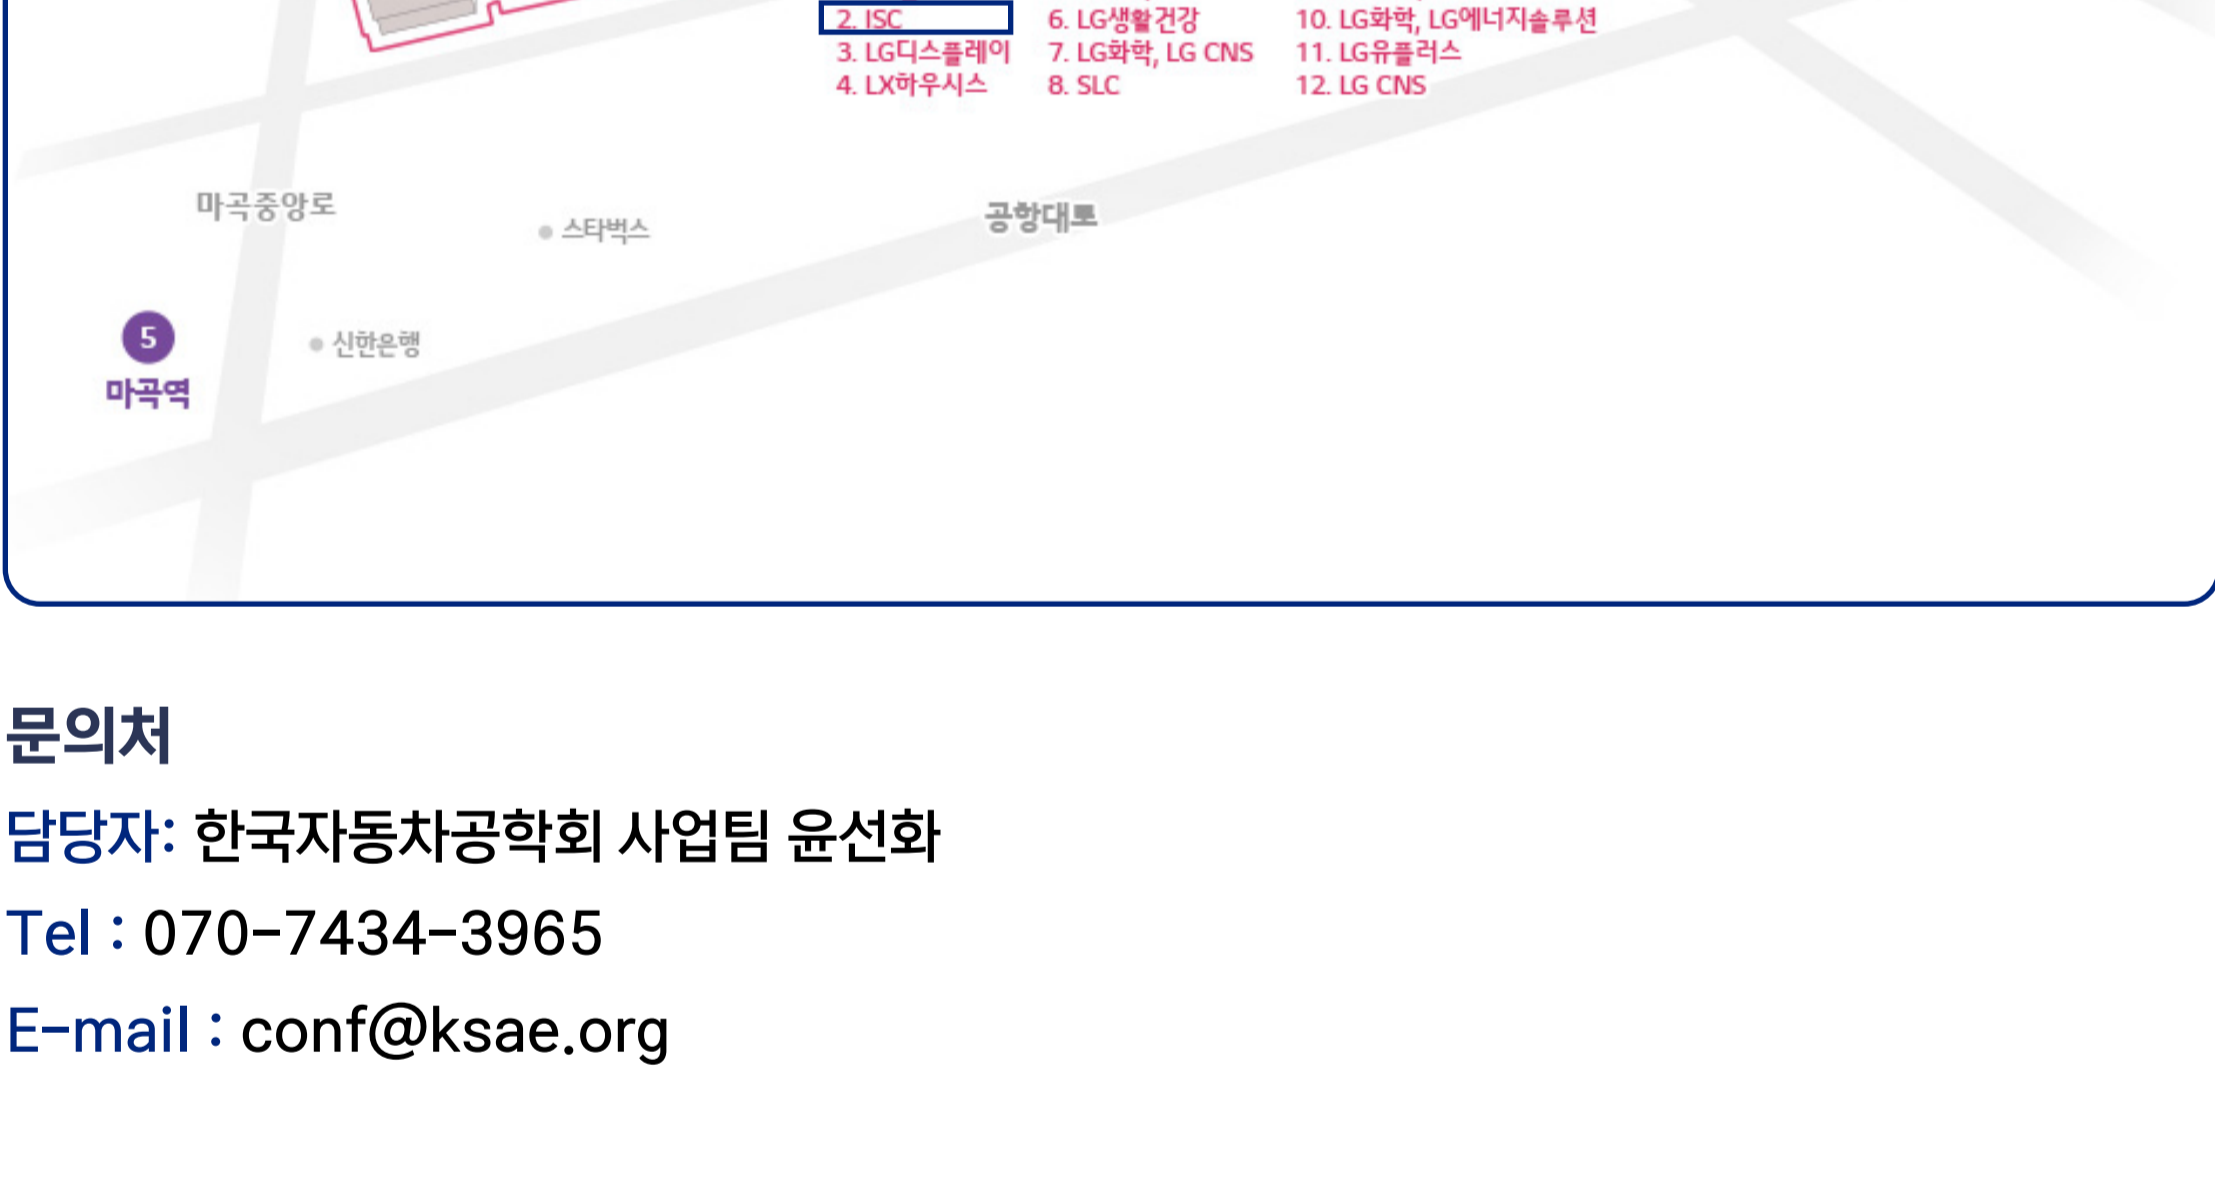 2. ISC
6. LG생활건강
10. LG화학, LG에너지솔루션
3. LG디스플레이
7. LG화학, LG CNS
11. LG유플러스
4. LX하우시스
8. SLC
12. LG CNS
마곡중앙로
스타벅스
공항대로
5
신한은행
마곡역
문의처
담당자: 한국자동차공학회 사업팀 윤선화
Tel : 070-7434-3965
E-mail : conf@ksae.org